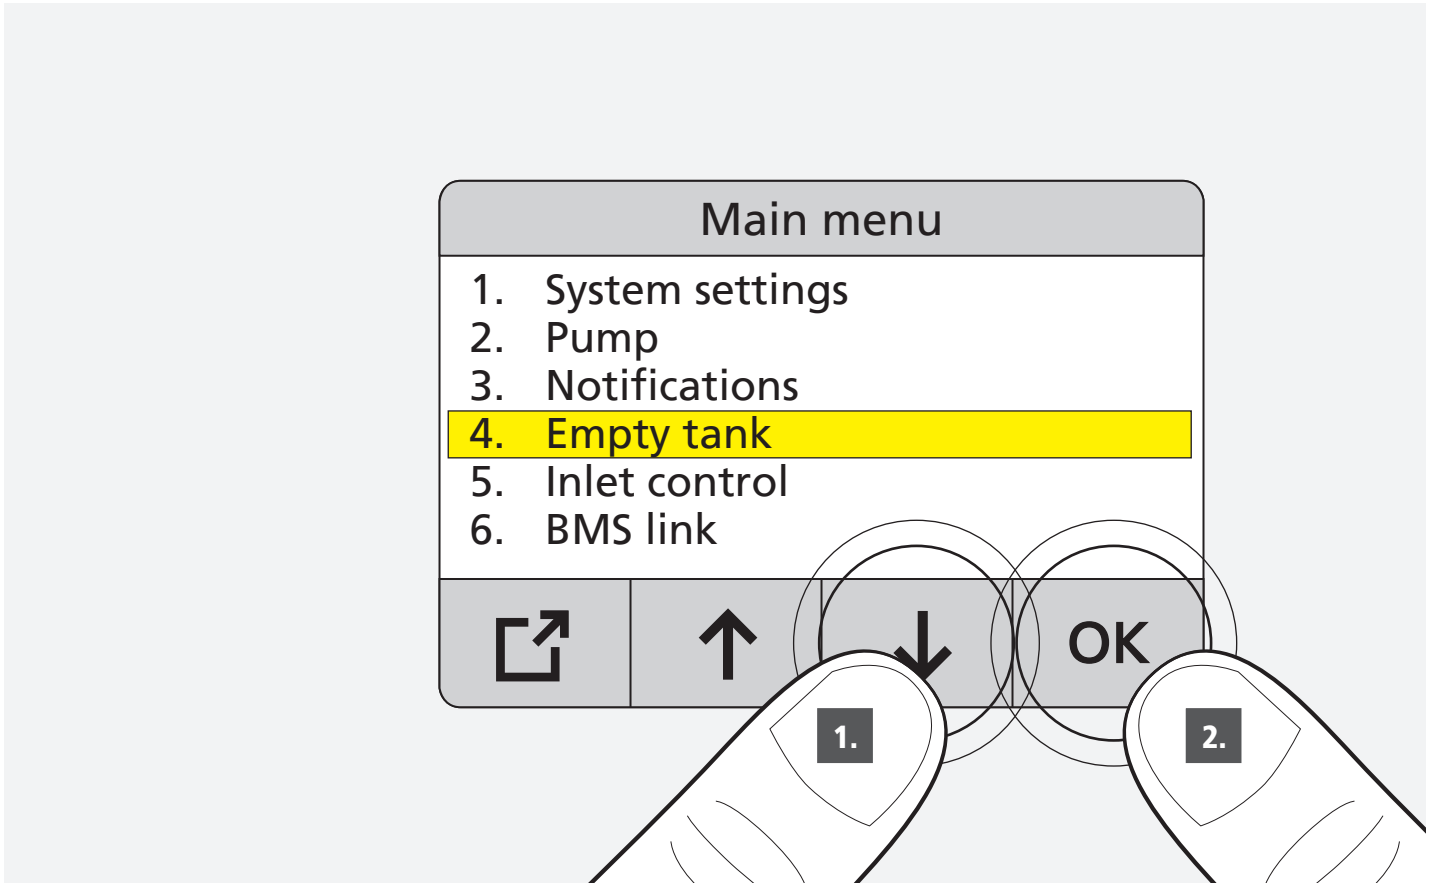 Main menu
1. System settings
2. Pump
3. Notifications
4. Empty tank
5. Inlet control
6. BMS link
OK
1.
2.